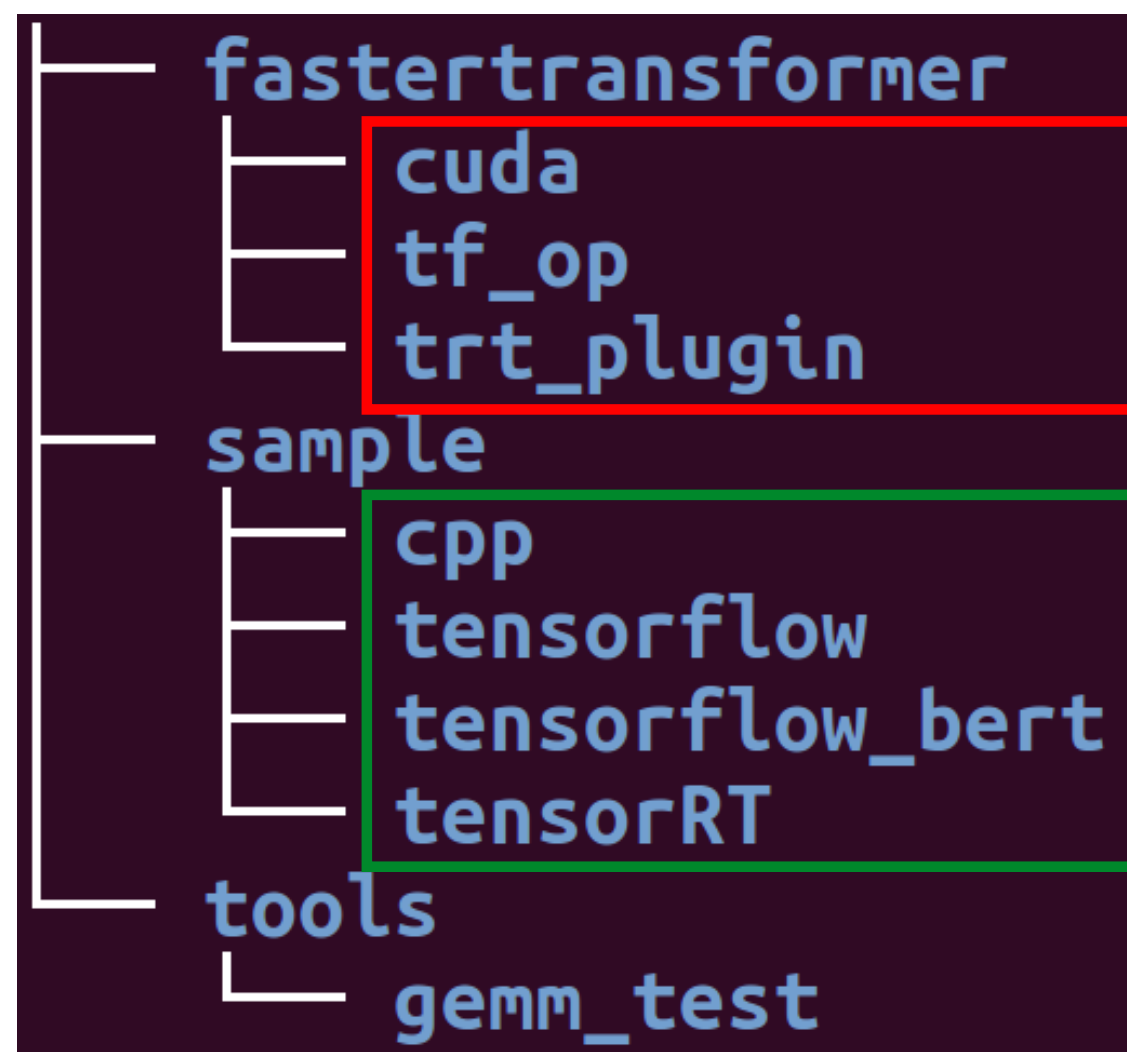 fastertransformer
cuda
tf_op
trt_plugin
sample
cpp
tensorflow
tensorflow_bert
tensorRT
tools
gemm_test